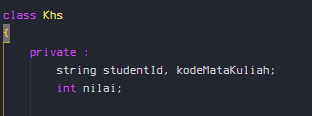 class Khs
{
private :
string studentId, kodeMataKuliah;
int nilai;